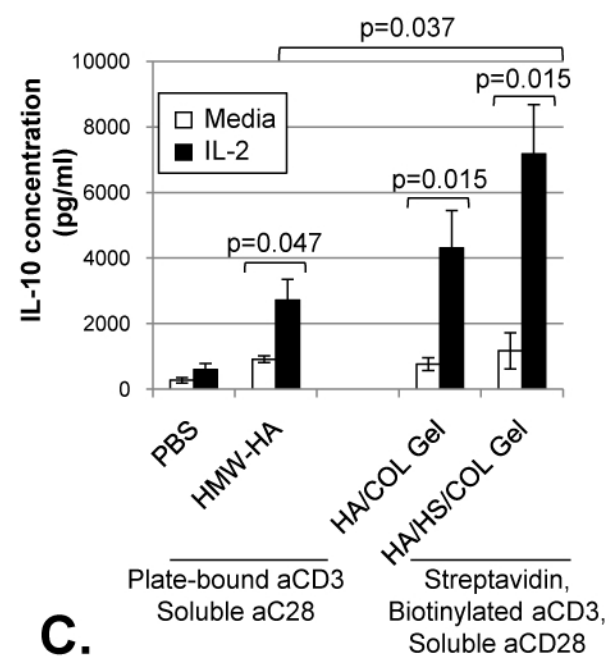 p=0.037
10000
8000
6000
4000
2000
0
IL-10 concentration
(pg/ml)
Media
IL-2
p=0.047
p=0.015
p=0.015
PBS
HMW-HA
HA/COL Gel
HA/HS/COL Gel
Plate-bound aCD3
Soluble aC28
Streptavidin,
Biotinylated aCD3,
Soluble aCD28
C.